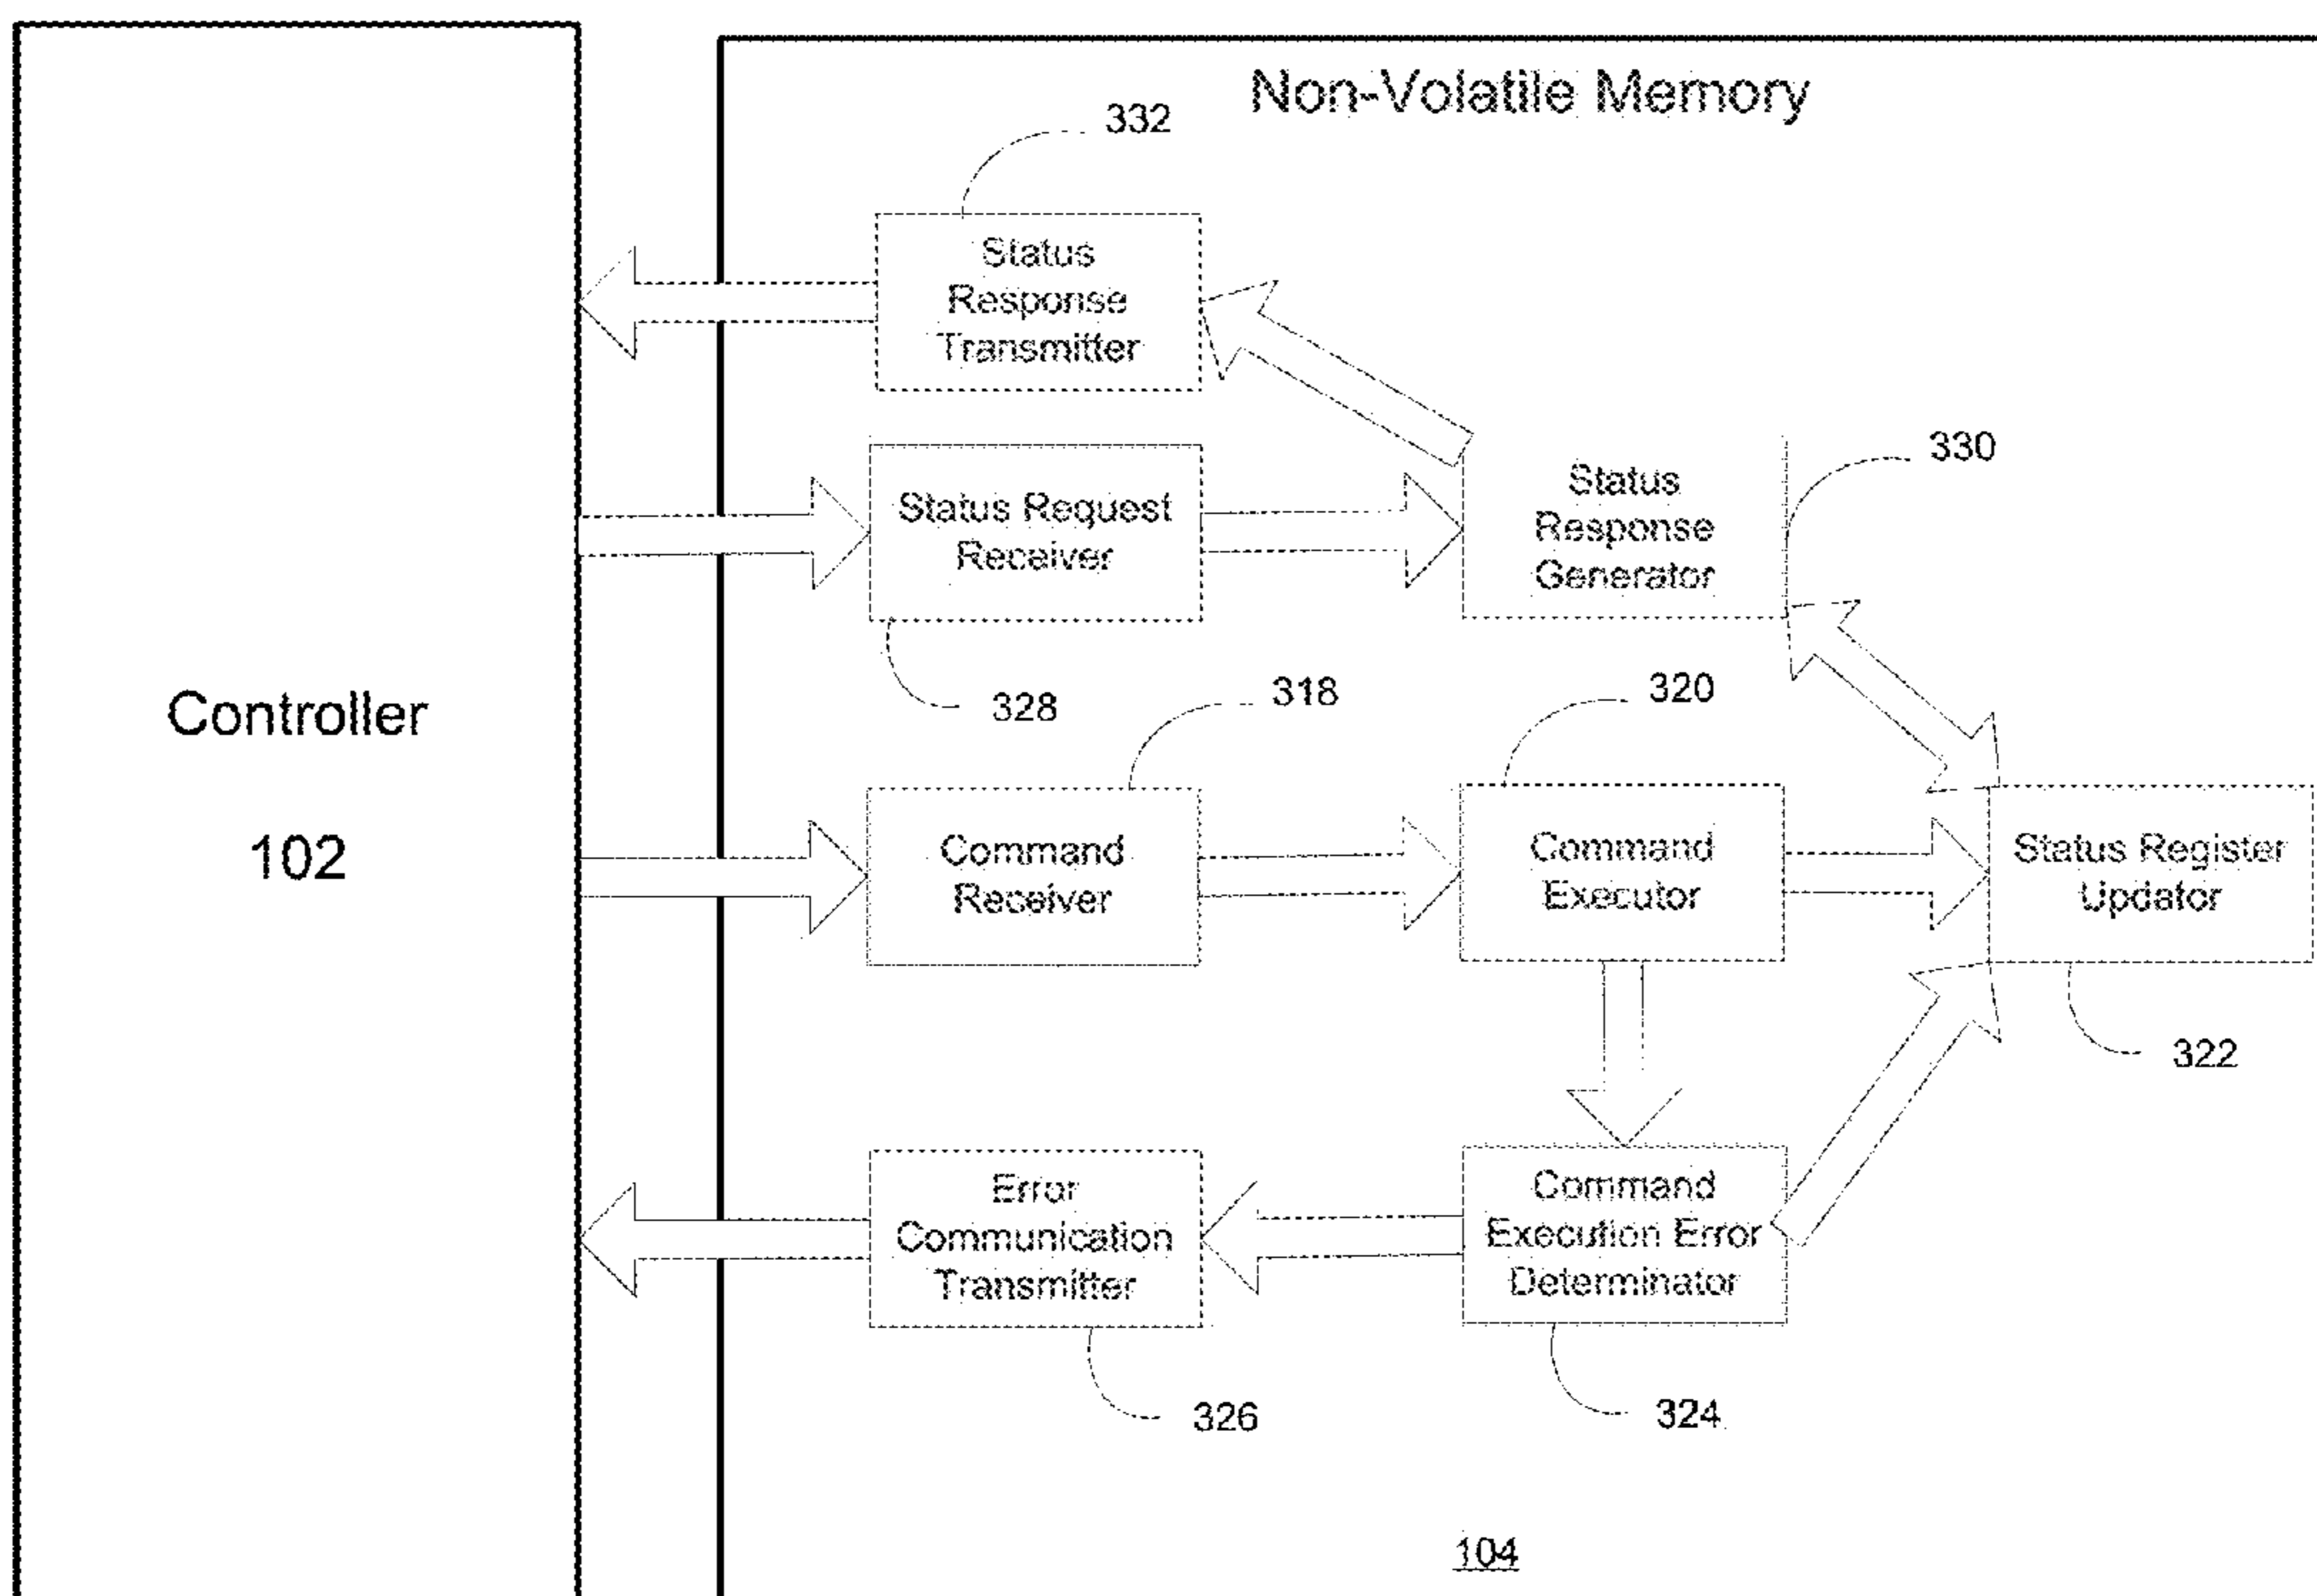 Non-Volatile Memory
332
Status
Response
Transmitter
330
Status Request
Receiver
Status
Response
Generator
328
318
320
Controller
102
Command
Receiver
Command
Executor
Status Register
Updator
322
Error
Communication
Transmitter
Command
Execution Error
Determinator
326
324
104